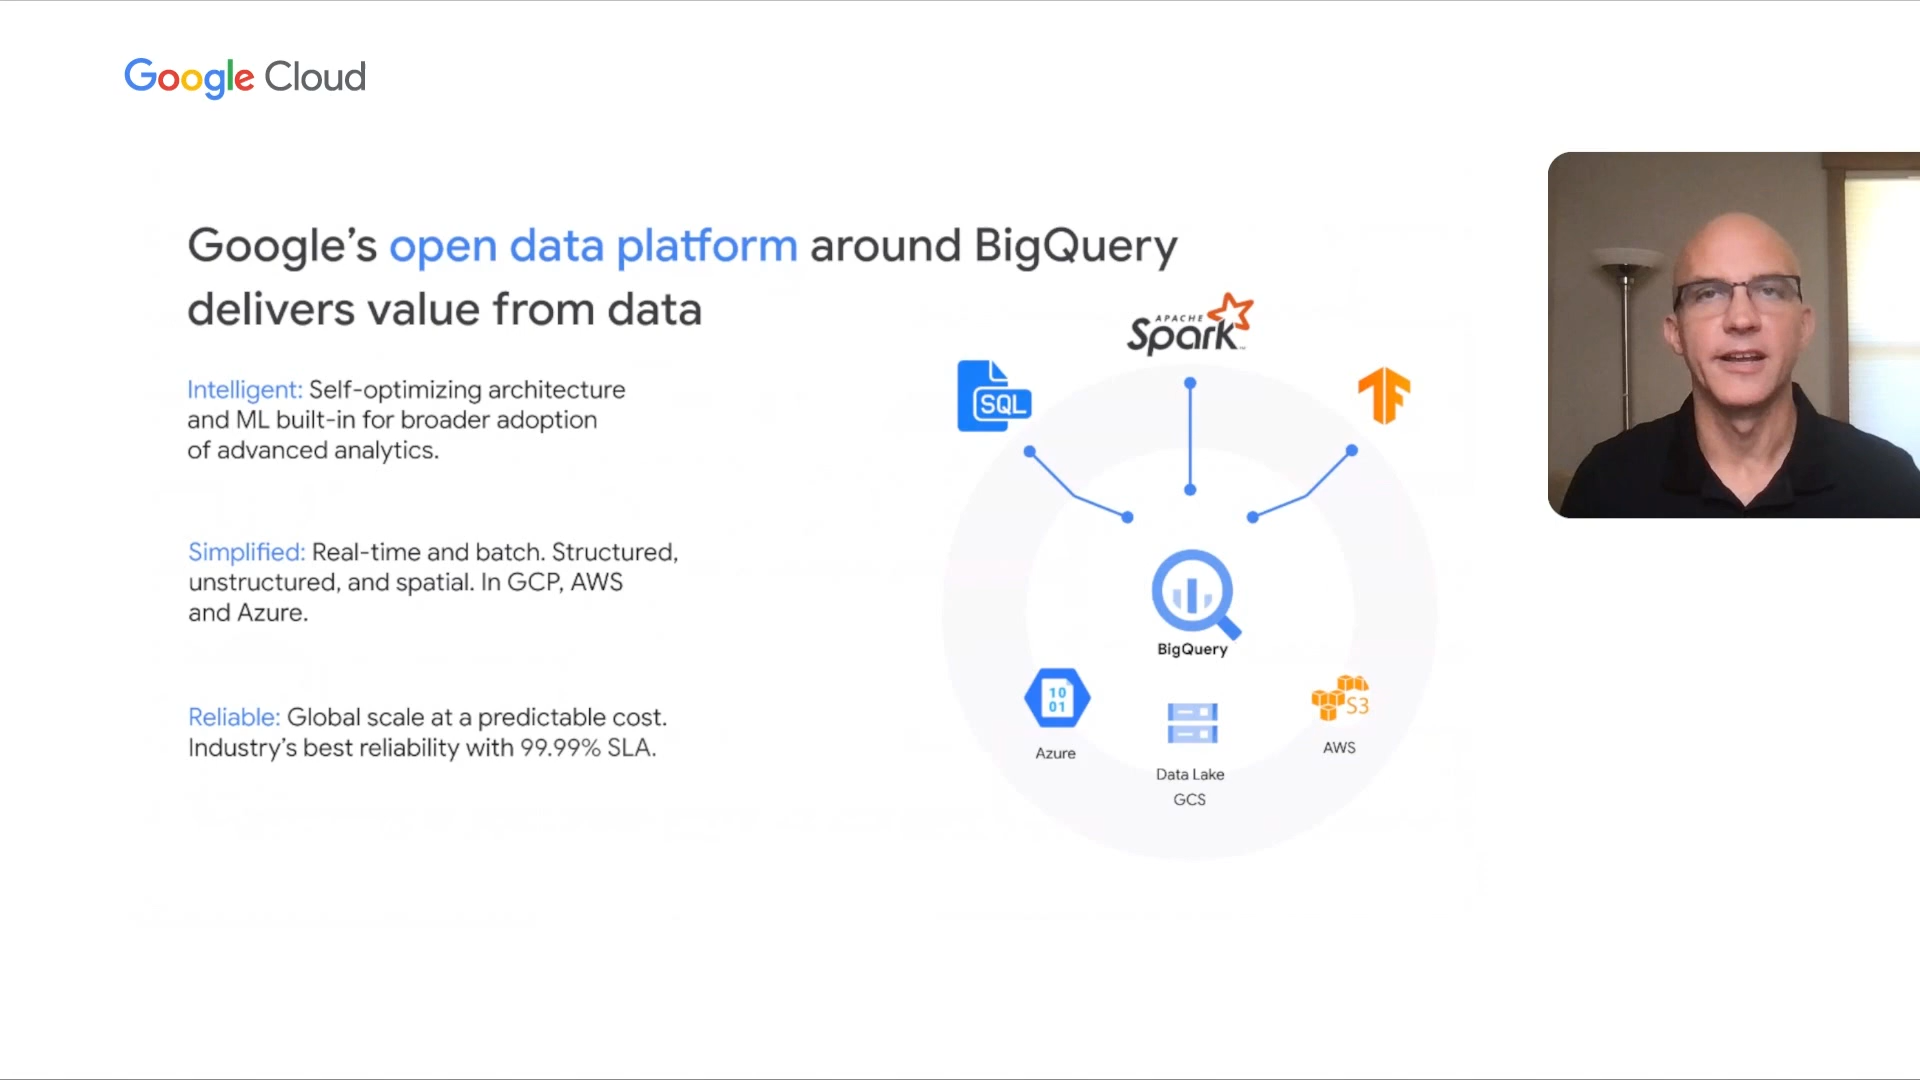 Google Cloud
Google's open data platform around BigQuery
delivers value from data
Intelligent: Self-optimizing architecture
and ML built-in for broader adoption
of advanced analytics.
Simplified: Real-time and batch. Structured,
unstructured, and spatial. In GCP, AWS
and Azure.
Reliable: Global scale at a predictable cost.
Industry's best reliability with 99.99% SLA.
APACHE
Spark™
SQL
BigQuery
10
01
Azure
Data Lake
GCS
S3
AWS